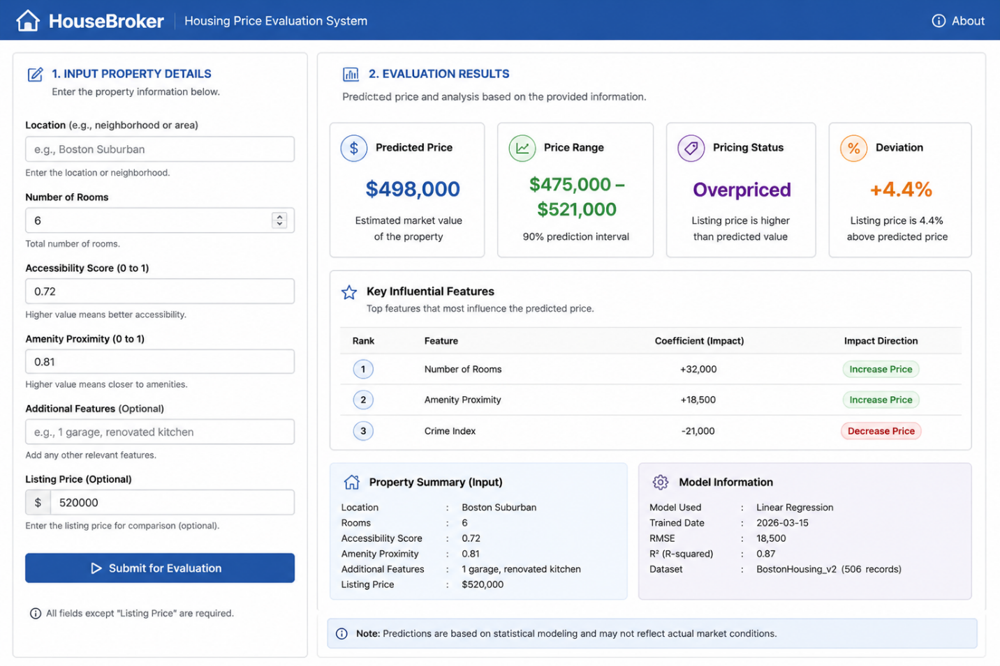 HouseBroker
Housing Price Evaluation System
About
1. INPUT PROPERTY DETAILS
Enter the property information below.
Location (e.g., neighborhood or area)
e.g., Boston Suburban
Enter the location or neighborhood.
Number of Rooms
6
Total number of rooms.
Accessibility Score (0 to 1)
0.72
Higher value means better accessibility.
Amenity Proximity (0 to 1)
0.81
Higher value means closer to amenities.
Additional Features (Optional)
e.g., 1 garage, renovated kitchen
Add any other relevant features.
Listing Price (Optional)
$ 520000
Enter the listing price for comparison (optional).
Submit for Evaluation
All fields except "Listing Price" are required.
2. EVALUATION RESULTS
Predicted price and analysis based on the provided information.
$ Predicted Price
$498,000
Estimated market value
of the property
Price Range
$475,000 –
$521,000
90% prediction interval
Pricing Status
Overpriced
Listing price is higher
than predicted value
% Deviation
+4.4%
Listing price is 4.4%
above predicted price
Key Influential Features
Top features that most influence the predicted price.
Rank Feature Coefficient (Impact) Impact Direction
1 Number of Rooms +32,000 Increase Price
2 Amenity Proximity +18,500 Increase Price
3 Crime Index -21,000 Decrease Price
Property Summary (Input)
Location : Boston Suburban
Rooms : 6
Accessibility Score : 0.72
Amenity Proximity : 0.81
Additional Features : 1 garage, renovated kitchen
Listing Price : $520,000
Model Information
Model Used : Linear Regression
Trained Date : 2026-03-15
RMSE : 18,500
R² (R-squared) : 0.87
Dataset : BostonHousing_v2 (506 records)
Note: Predictions are based on statistical modeling and may not reflect actual market conditions.